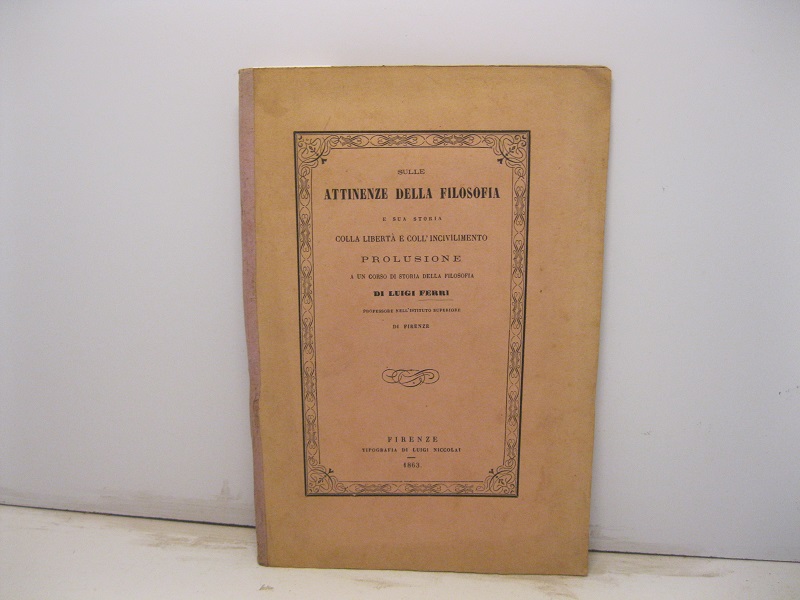 SULLE
ATTINENZE DELLA FILOSOFIA
E SUA STORIA
COLLA LIBERTÀ E COLL'INCIVILIMENTO
PROLUSIONE
A UN CORSO DI STORIA DELLA FILOSOFIA
DI LUIGI FERRI
PROFESSORE NELL'ISTITUTO SUPERIORE
DI FIRENZE
FIRENZE
TIPOGRAFIA DI LUIGI NICCOLAI
1863